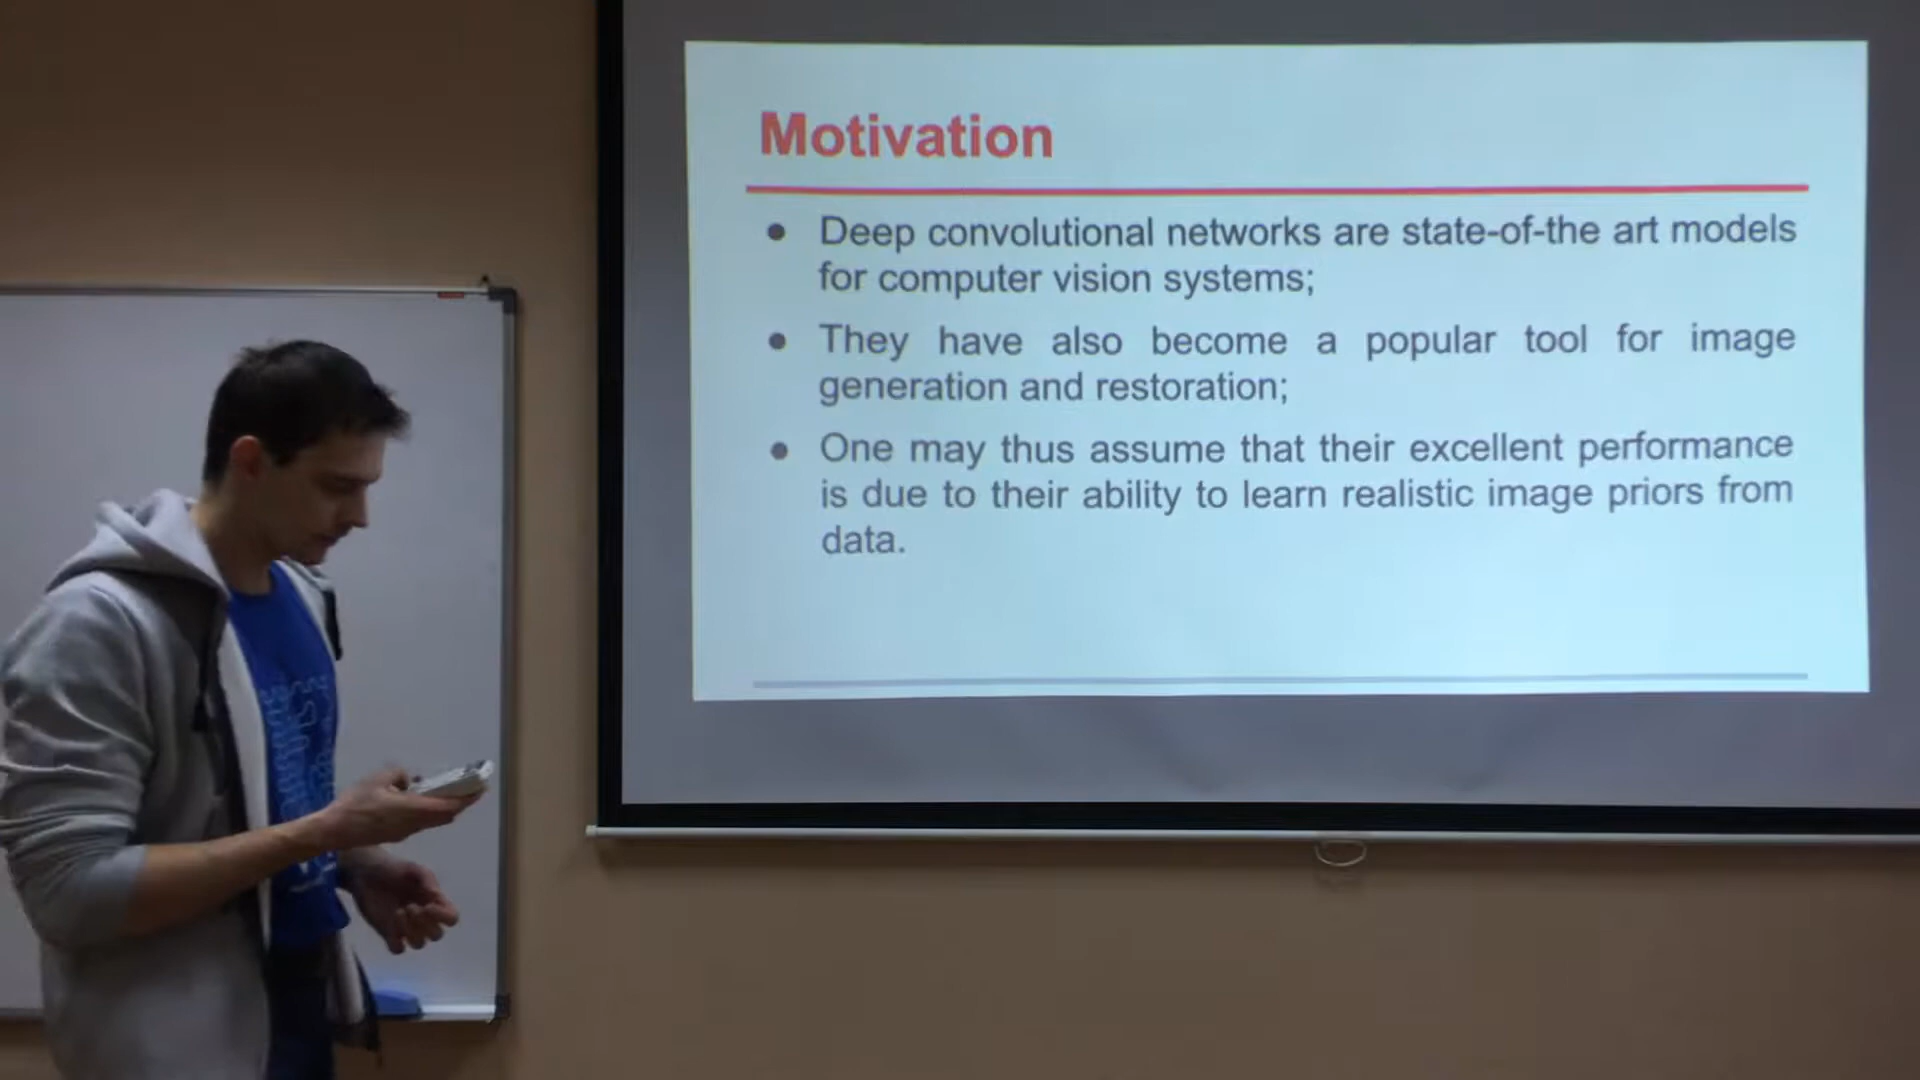 Motivation
• Deep convolutional networks are state-of-the art models
for computer vision systems;
• They have also become a popular tool for image
generation and restoration;
• One may thus assume that their excellent performance
is due to their ability to learn realistic image priors from
data.